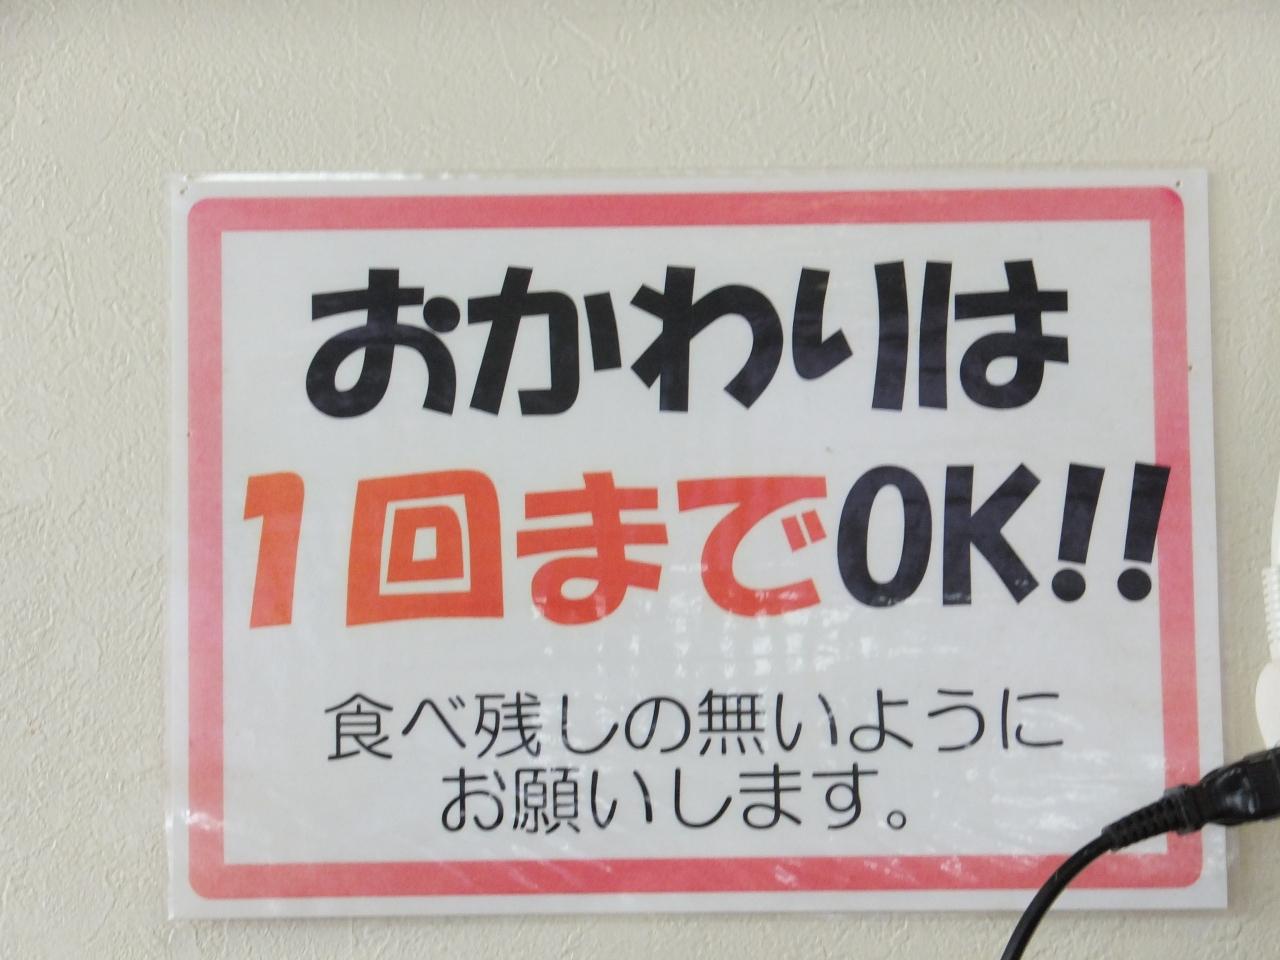 おかわりは
1回までOK!!
食べ残しの無いように
お願いします。